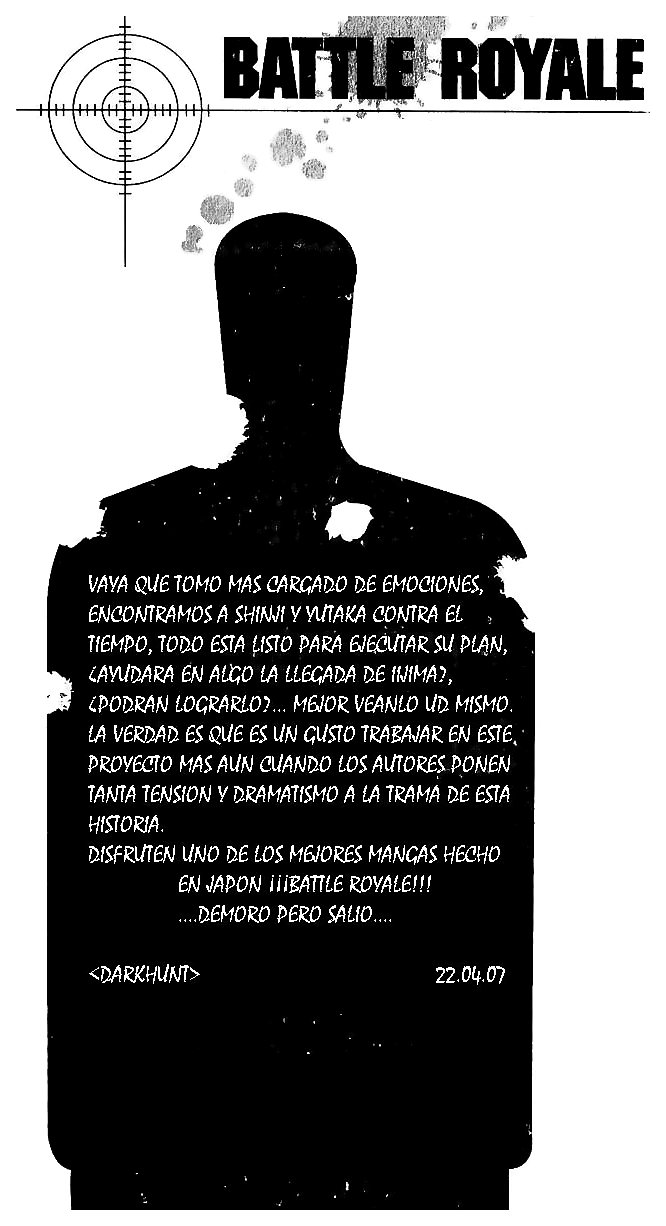 BATTLE ROYALE
VAYA QUE TOMO MAS CARGADO DE EMOCIONES,
ENCONTRAMOS A SHINJI Y YUTAKA CONTRA EL
TIEMPO, TODO ESTA LISTO PARA EJECUTAR SU PLAN,
¿AYUDARA EN ALGO LA LLEGADA DE IIJIMA?,
¿PODRAN LOGRARLO?... MEJOR VEANLO UD MISMO.
LA VERDAD ES QUE ES UN GUSTO TRABAJAR EN ESTE
PROYECTO MAS AUN CUANDO LOS AUTORES PONEN
TANTA TENSION Y DRAMATISMO A LA TRAMA DE ESTA
HISTORIA.
DISFRUTEN UNO DE LOS MEJORES MANGAS HECHO
EN JAPON ¡¡¡BATTLE ROYALE!!!
....DEMORO PERO SALIO....
<DARKHUNT> 22.04.07